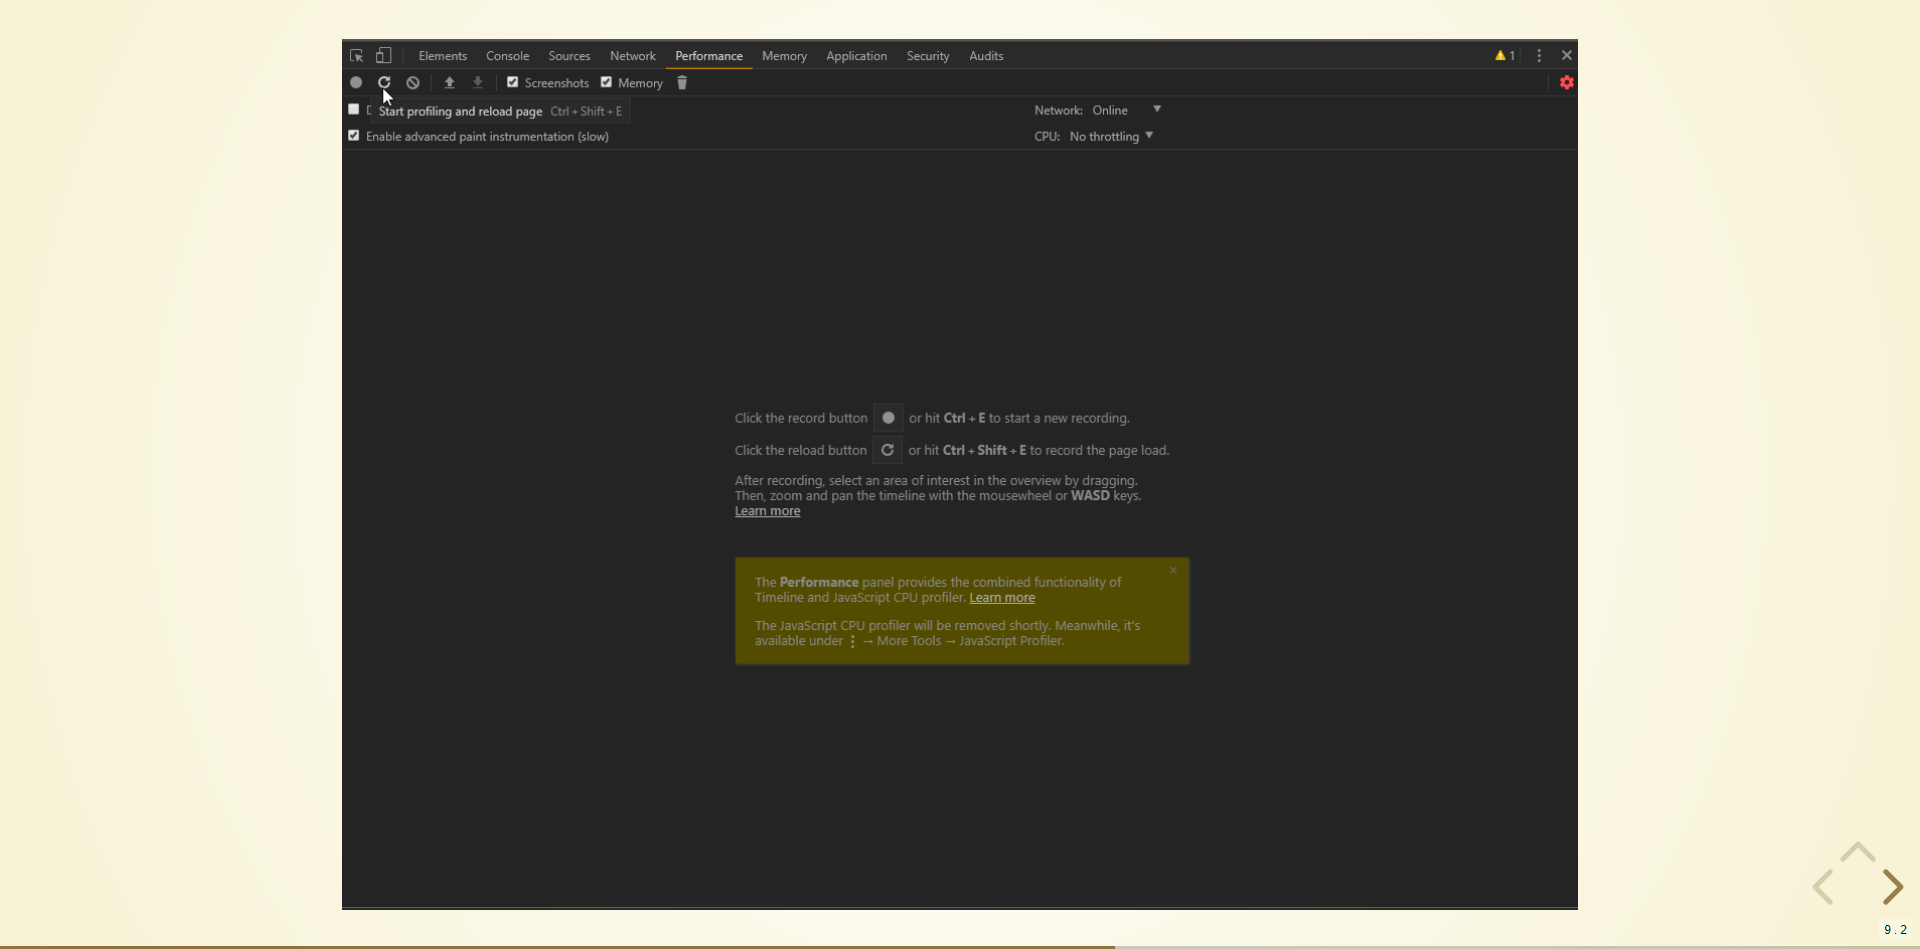 Elements Console Sources Network Performance Memory Application Security Audits 1
Screenshots Memory
Start profiling and reload page Ctrl + Shift + E Network: Online
Enable advanced paint instrumentation (slow) CPU: No throttling
Click the record button or hit Ctrl + E to start a new recording.
Click the reload button or hit Ctrl + Shift + E to record the page load.
After recording, select an area of interest in the overview by dragging.
Then, zoom and pan the timeline with the mousewheel or WASD keys.
Learn more
The Performance panel provides the combined functionality of
Timeline and JavaScript CPU profiler. Learn more
The JavaScript CPU profiler will be removed shortly. Meanwhile, it's
available under ⋮ → More Tools → JavaScript Profiler.
9.2